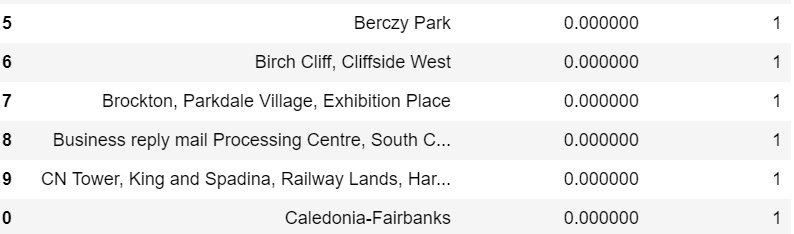 5 Berczy Park 0.000000 1
6 Birch Cliff, Cliffside West 0.000000 1
7 Brockton, Parkdale Village, Exhibition Place 0.000000 1
8 Business reply mail Processing Centre, South C... 0.000000 1
9 CN Tower, King and Spadina, Railway Lands, Har... 0.000000 1
0 Caledonia-Fairbanks 0.000000 1